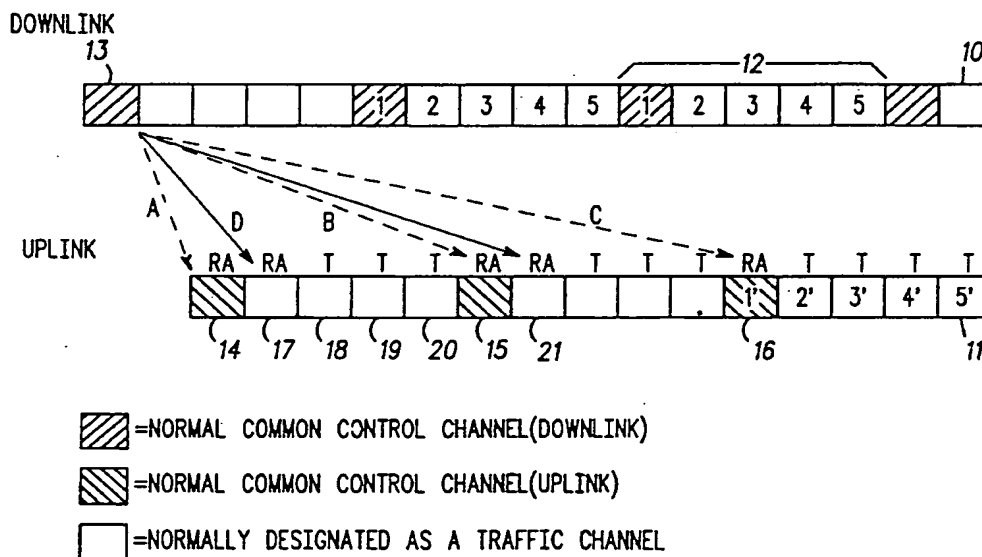 DOWNLINK
13 12 10
1 2 3 4 5 1 2 3 4 5
A D B C
UPLINK
RA RA T T T RA RA T T T RA T T T T
1' 2' 3' 4' 5'
14 17 18 19 20 15 21 16 11
=NORMAL COMMON CONTROL CHANNEL(DOWNLINK)
=NORMAL COMMON CONTROL CHANNEL(UPLINK)
=NORMALLY DESIGNATED AS A TRAFFIC CHANNEL